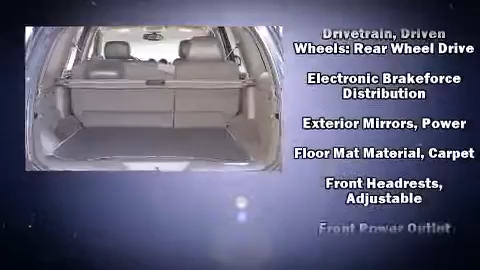 Drivetrain, Driven
Wheels: Rear Wheel Drive
Electronic Brakeforce
Distribution
Exterior Mirrors, Power
Floor Mat Material, Carpet
Front Headrests,
Adjustable
Front Power Outlet